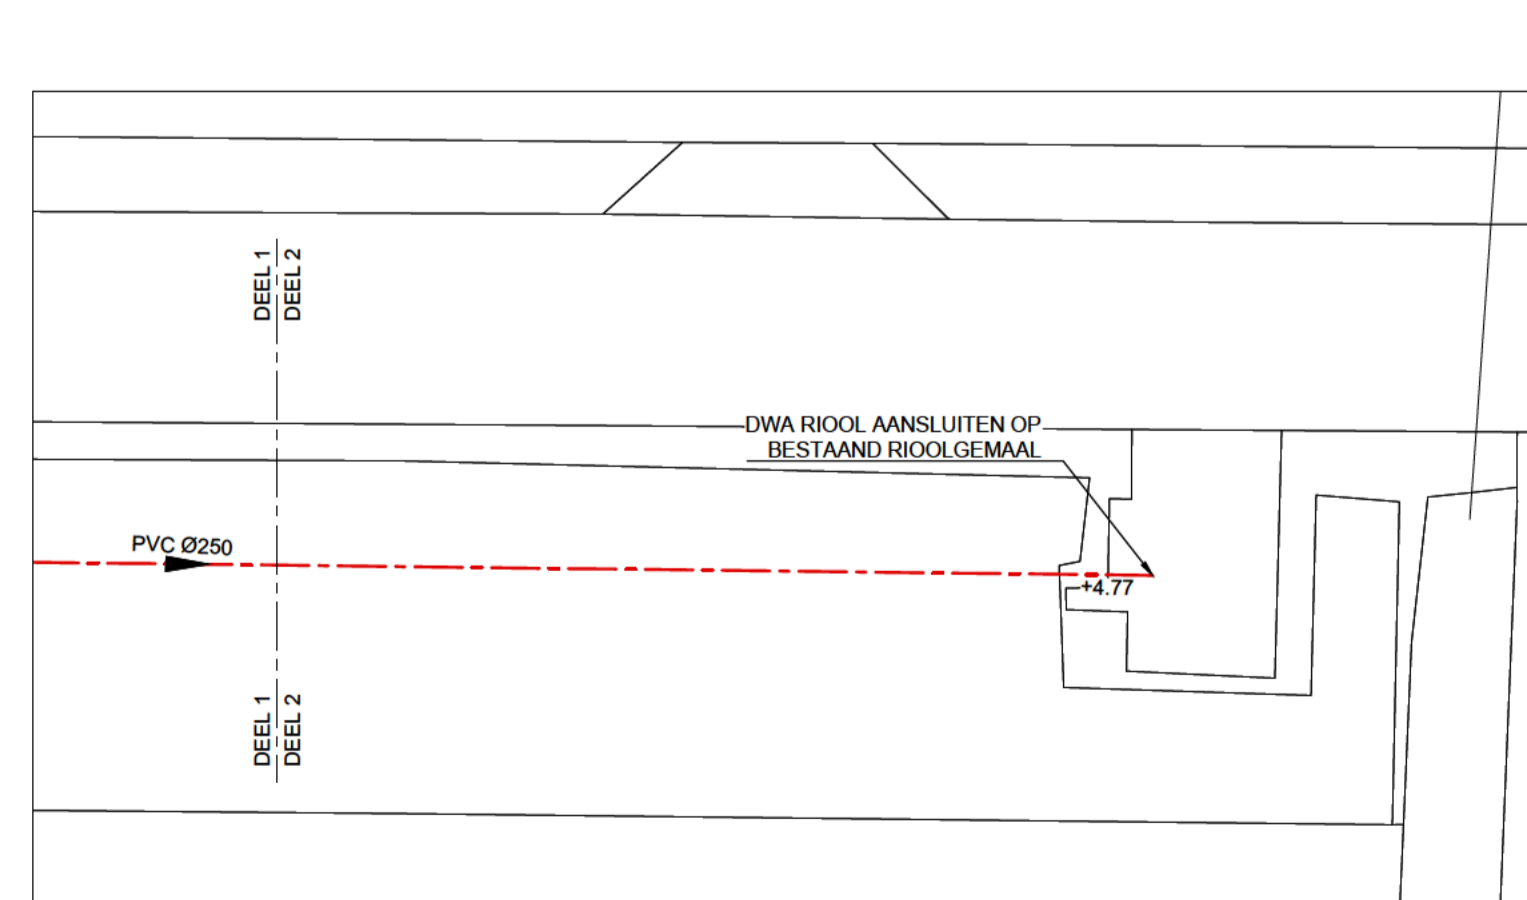 DEEL 1
DEEL 2
DWA RIOOL AANSLUITEN OP
BESTAAND RIOOLGEMAAL
PVC Ø250
+4.77
DEEL 1
DEEL 2